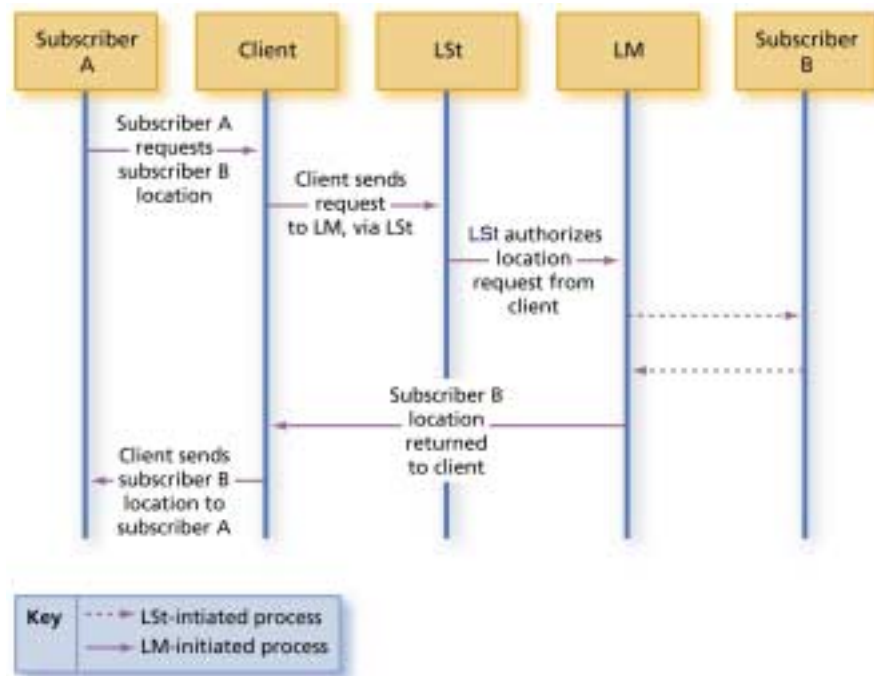 Subscriber
A
Client
LSt
LM
Subscriber
B
Subscriber A
requests
subscriber B
location
Client sends
request
to LM, via LSt
LSt authorizes
location
request from
client
Subscriber B
location
returned
to client
Client sends
subscriber B
location to
subscriber A
Key
LSt-intiated process
LM-initiated process